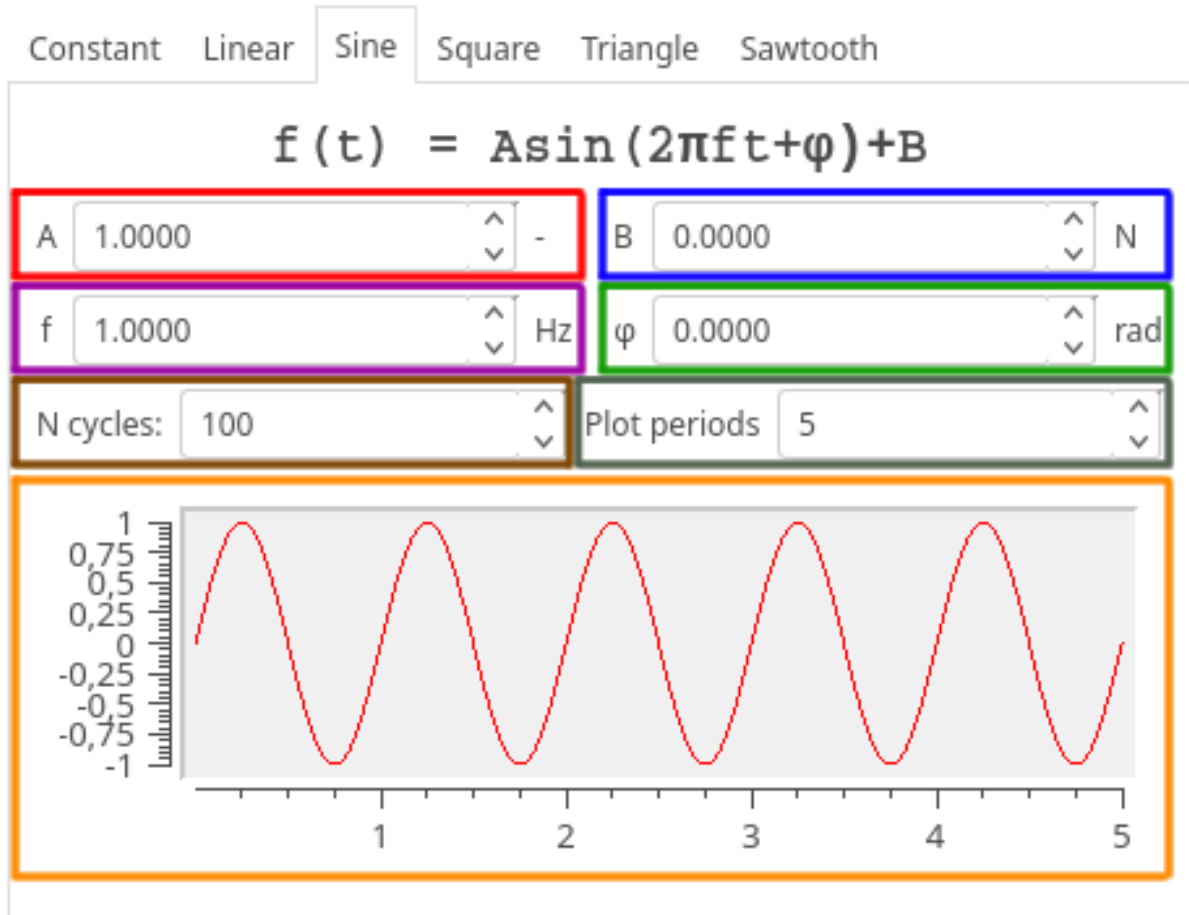 Constant Linear Sine Square Triangle Sawtooth
f(t) = Asin(2πft+φ)+B
A 1.0000 - B 0.0000 N
f 1.0000 Hz φ 0.0000 rad
N cycles: 100 Plot periods 5
1
0,75
0,5
0,25
0
-0,25
-0,5
-0,75
-1
1 2 3 4 5